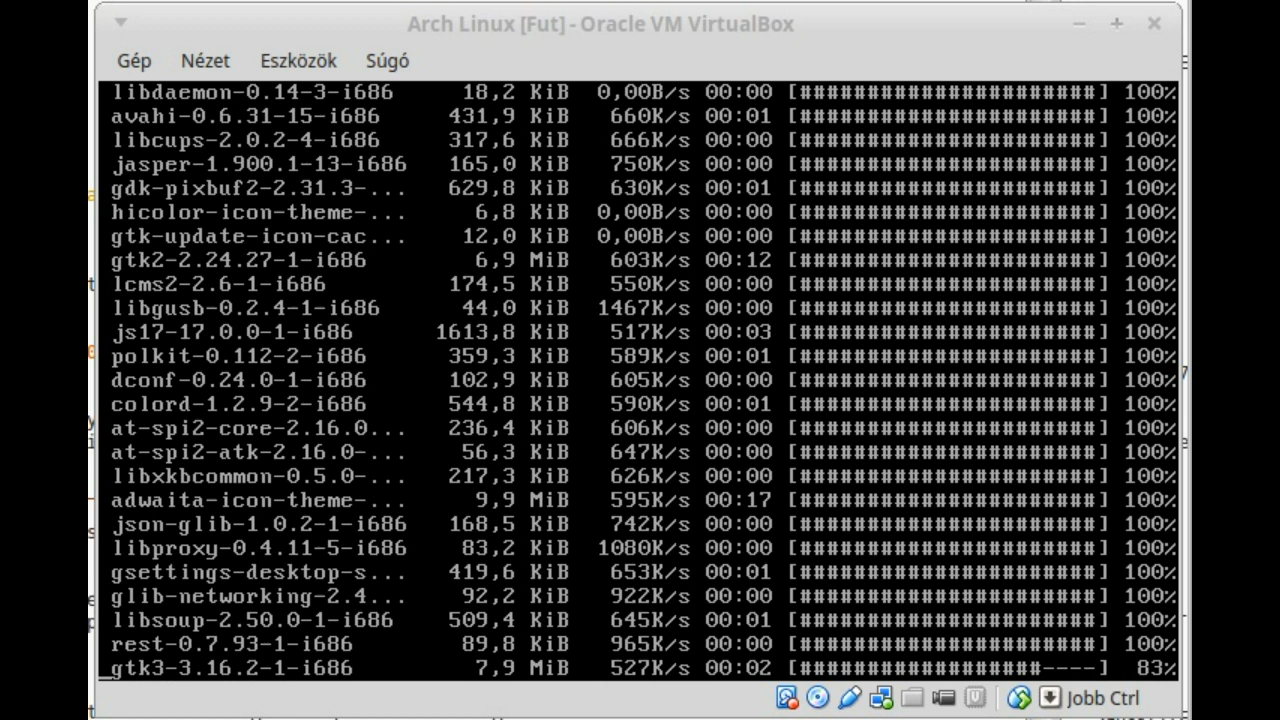 Arch Linux [Fut] - Oracle VM VirtualBox
Gép Nézet Eszközök Súgó
libdaemon-0.14-3-i686 18,2 KiB 0,00B/s 00:00 [######################] 100%
avahi-0.6.31-15-i686 431,9 KiB 660K/s 00:01 [######################] 100%
libcups-2.0.2-4-i686 317,6 KiB 666K/s 00:00 [######################] 100%
jasper-1.900.1-13-i686 165,0 KiB 750K/s 00:00 [######################] 100%
gdk-pixbuf2-2.31.3-... 629,8 KiB 630K/s 00:01 [######################] 100%
hicolor-icon-theme-... 6,8 KiB 0,00B/s 00:00 [######################] 100%
gtk-update-icon-cac... 12,0 KiB 0,00B/s 00:00 [######################] 100%
gtk2-2.24.27-1-i686 6,9 MiB 603K/s 00:12 [######################] 100%
lcms2-2.6-1-i686 174,5 KiB 550K/s 00:00 [######################] 100%
libgusb-0.2.4-1-i686 44,0 KiB 1467K/s 00:00 [######################] 100%
js17-17.0.0-1-i686 1613,8 KiB 517K/s 00:03 [######################] 100%
polkit-0.112-2-i686 359,3 KiB 589K/s 00:01 [######################] 100%
dconf-0.24.0-1-i686 102,9 KiB 605K/s 00:00 [######################] 100%
colord-1.2.9-2-i686 544,8 KiB 590K/s 00:01 [######################] 100%
at-spi2-core-2.16.0... 236,4 KiB 606K/s 00:00 [######################] 100%
at-spi2-atk-2.16.0-... 56,3 KiB 647K/s 00:00 [######################] 100%
libxkbcommon-0.5.0-... 217,3 KiB 626K/s 00:00 [######################] 100%
adwaita-icon-theme-... 9,9 MiB 595K/s 00:17 [######################] 100%
json-glib-1.0.2-1-i686 168,5 KiB 742K/s 00:00 [######################] 100%
libproxy-0.4.11-5-i686 83,2 KiB 1080K/s 00:00 [######################] 100%
gsettings-desktop-s... 419,6 KiB 653K/s 00:01 [######################] 100%
glib-networking-2.4... 92,2 KiB 922K/s 00:00 [######################] 100%
libsoup-2.50.0-1-i686 509,4 KiB 645K/s 00:01 [######################] 100%
rest-0.7.93-1-i686 89,8 KiB 965K/s 00:00 [######################] 100%
gtk3-3.16.2-1-i686 7,9 MiB 527K/s 00:02 [##################----] 83%
Jobb Ctrl